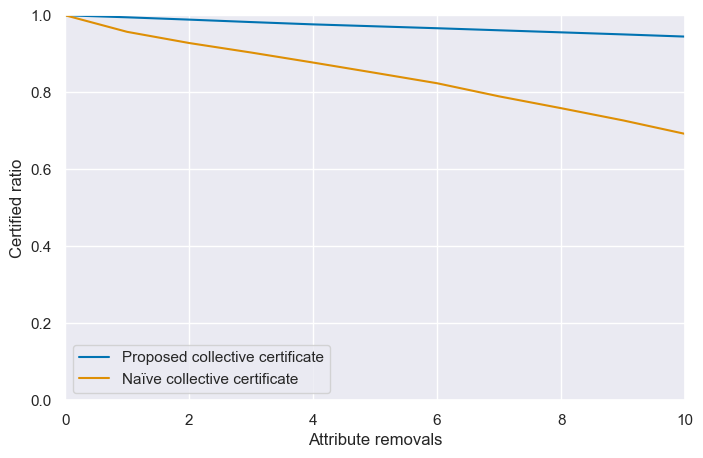 1.0
0.8
0.6
0.4
0.2
0.0
Certified ratio
Proposed collective certificate
Naïve collective certificate
0 2 4 6 8 10
Attribute removals